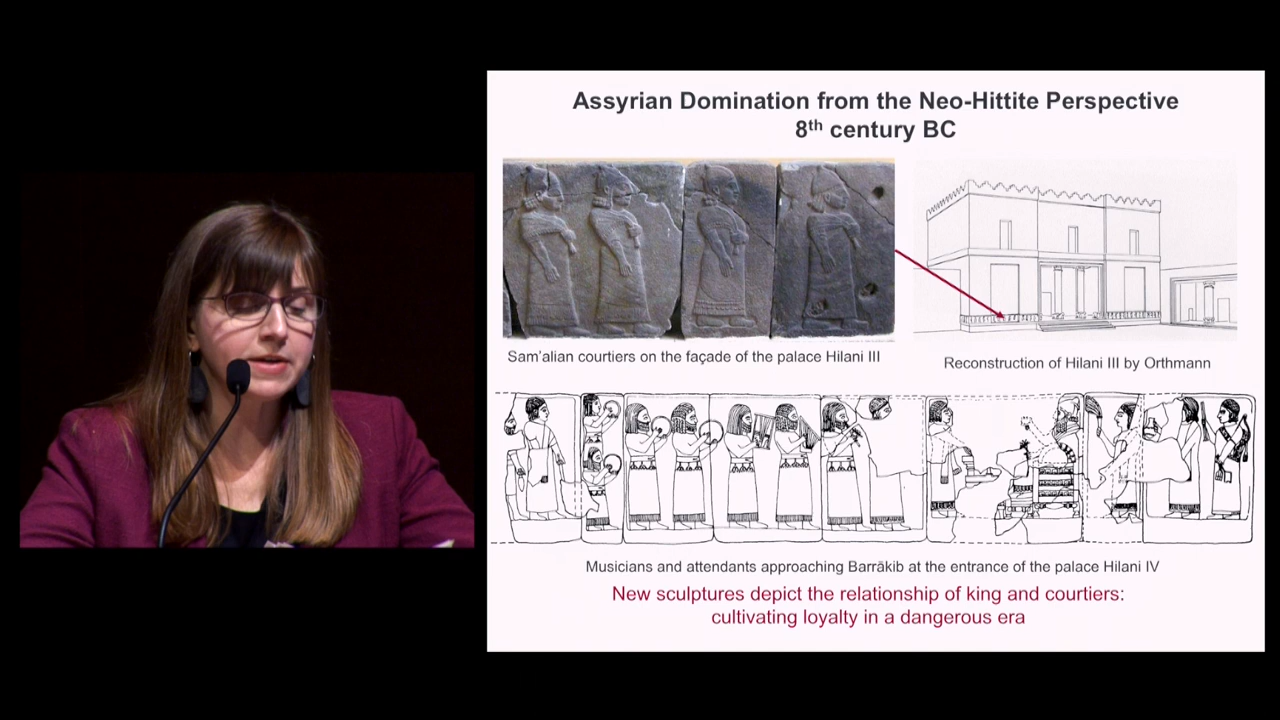 Assyrian Domination from the Neo-Hittite Perspective
8th century BC
Sam'alian courtiers on the façade of the palace Hilani III
Reconstruction of Hilani III by Orthmann
Musicians and attendants approaching Barrākib at the entrance of the palace Hilani IV
New sculptures depict the relationship of king and courtiers:
cultivating loyalty in a dangerous era